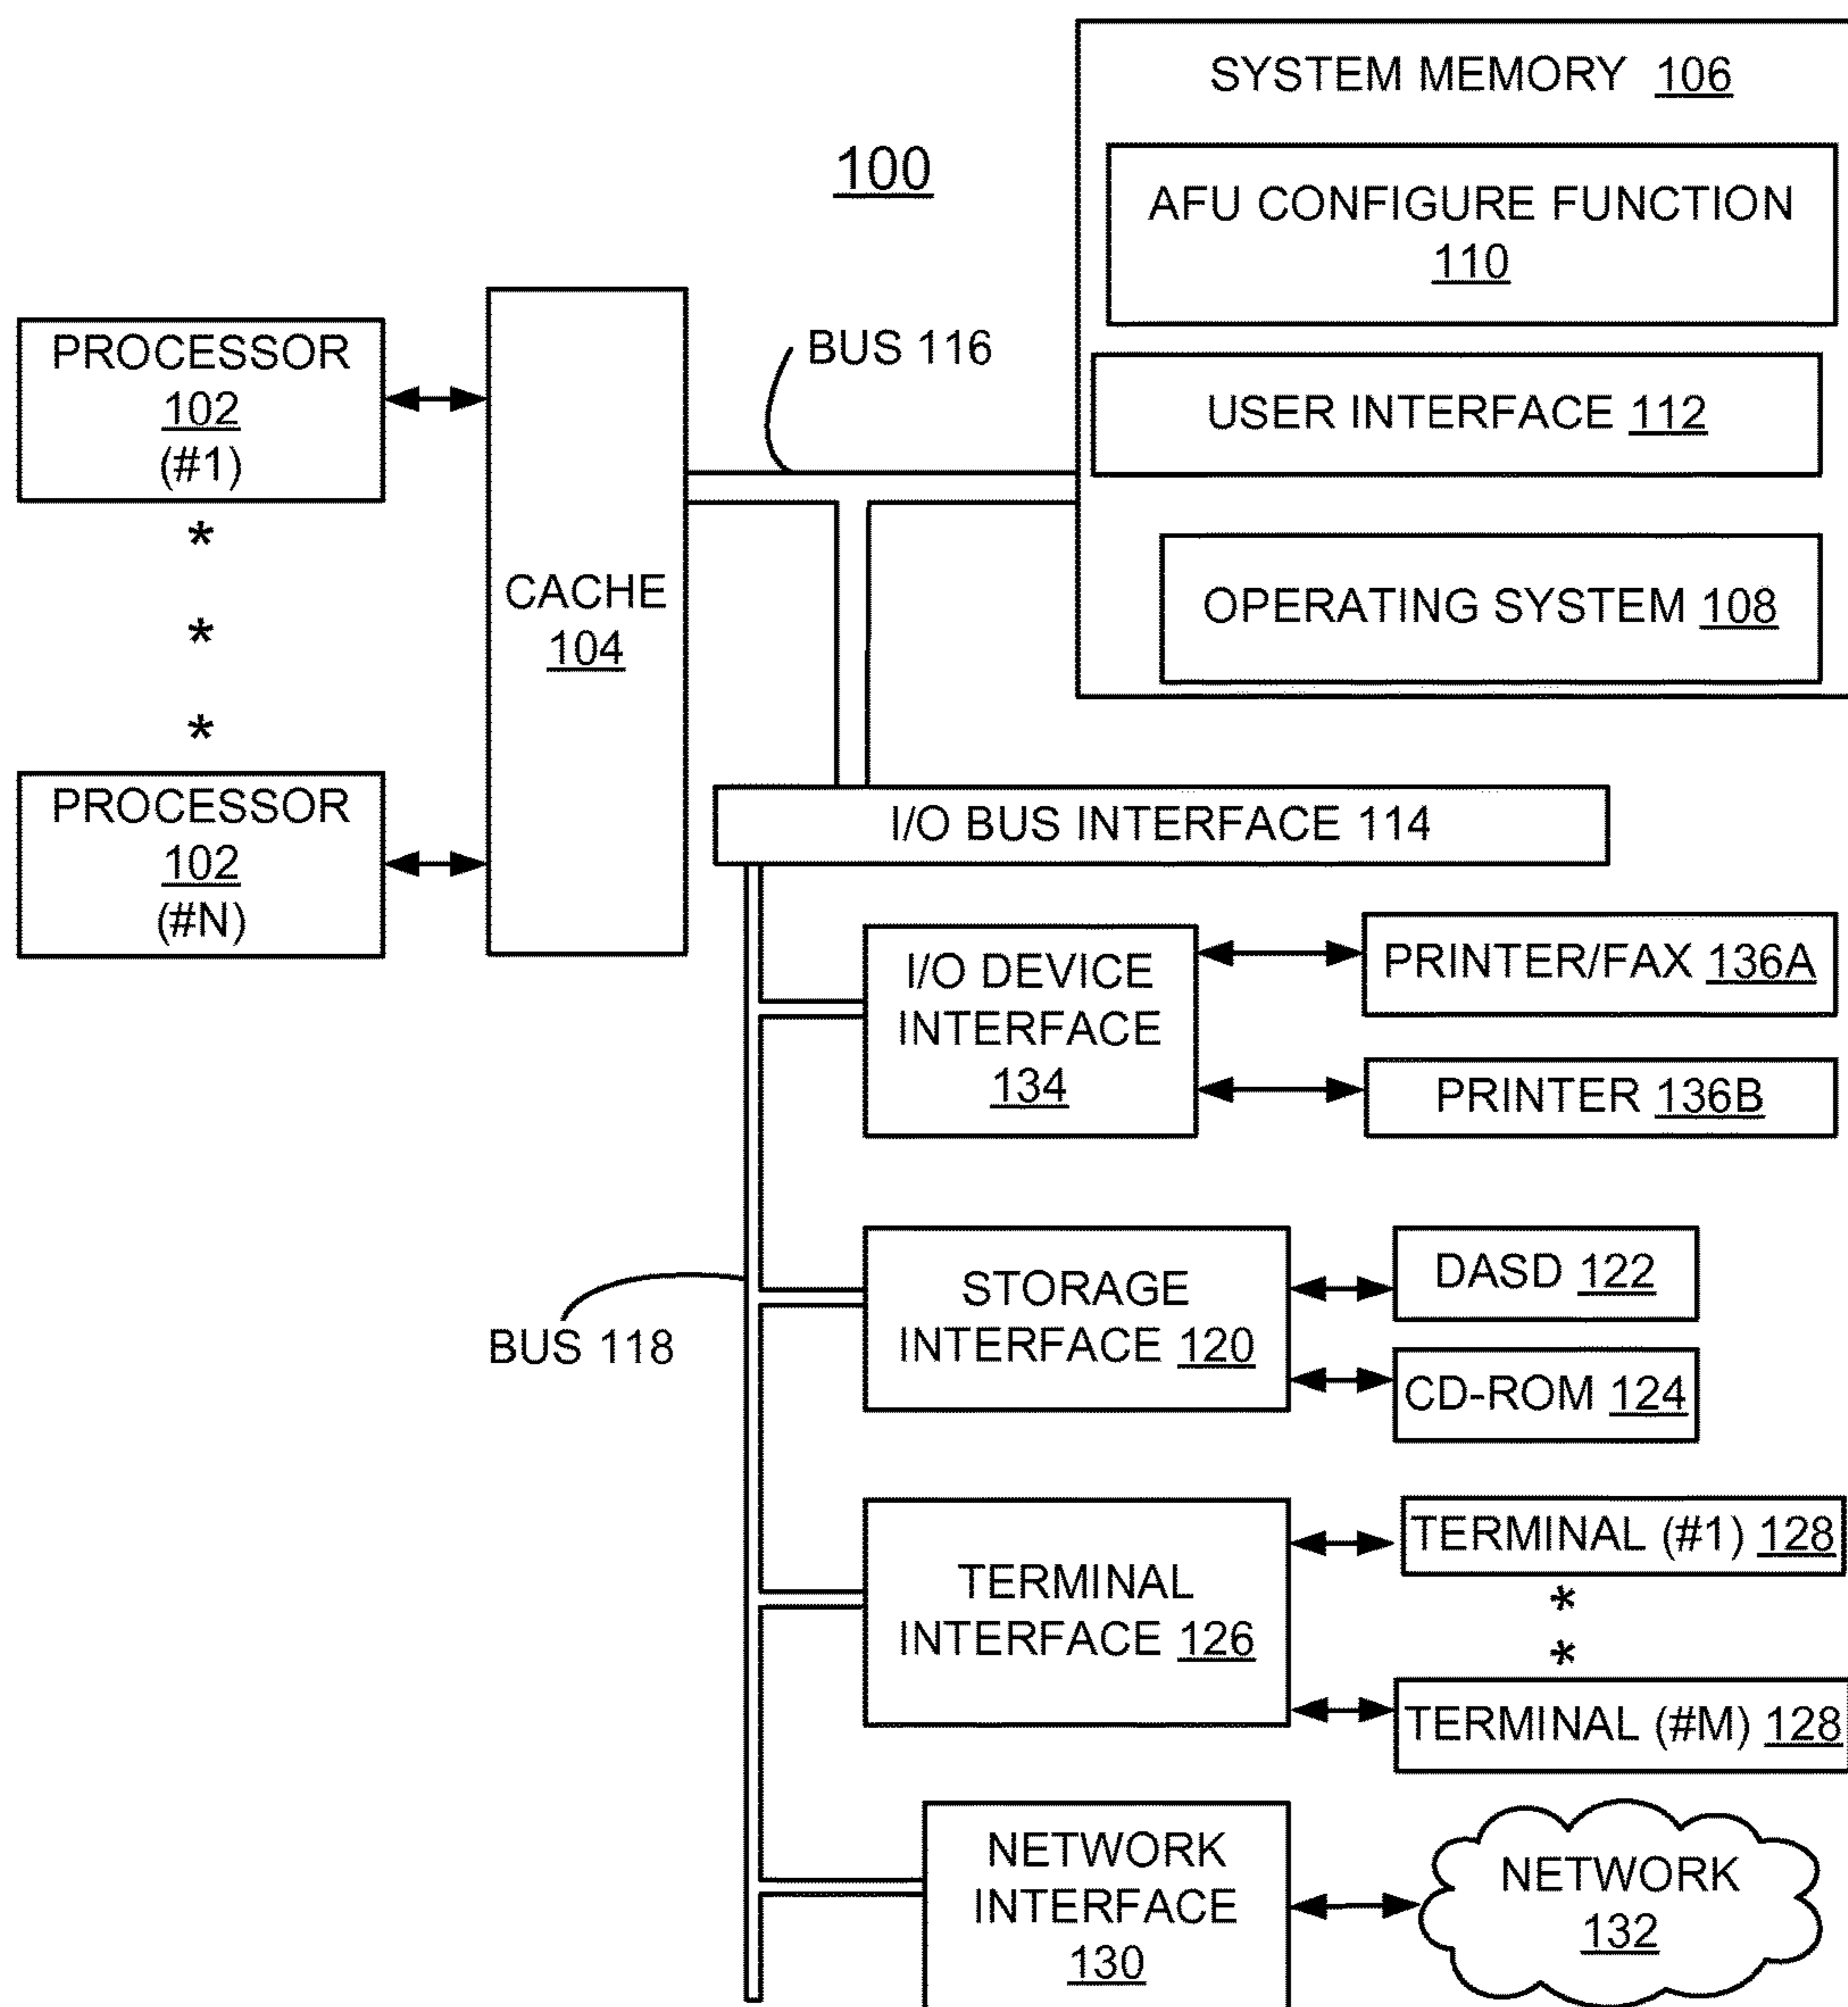 SYSTEM MEMORY 106
100
AFU CONFIGURE FUNCTION
110
BUS 116
USER INTERFACE 112
OPERATING SYSTEM 108
PROCESSOR
102
(#1)
*
*
*
PROCESSOR
102
(#N)
CACHE
104
I/O BUS INTERFACE 114
I/O DEVICE
INTERFACE
134
PRINTER/FAX 136A
PRINTER 136B
BUS 118
STORAGE
INTERFACE 120
DASD 122
CD-ROM 124
TERMINAL
INTERFACE 126
TERMINAL (#1) 128
*
*
TERMINAL (#M) 128
NETWORK
INTERFACE
130
NETWORK
132